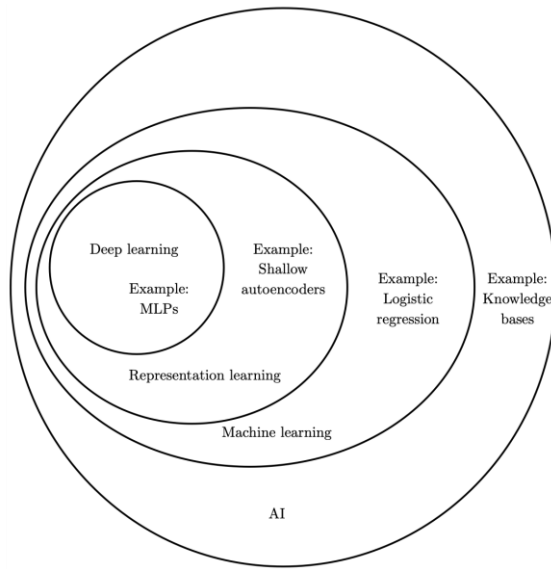 Deep learning
Example:
MLPs
Example:
Shallow
autoencoders
Example:
Logistic
regression
Example:
Knowledge
bases
Representation learning
Machine learning
AI